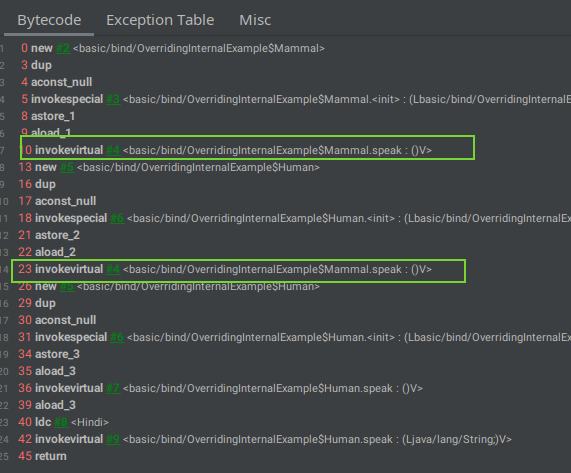 Bytecode Exception Table Misc
1 0 new #2 <basic/bind/OverridingInternalExample$Mammal>
2 3 dup
3 4 aconst_null
4 5 invokespecial #3 <basic/bind/OverridingInternalExample$Mammal.<init> : (Lbasic/bind/OverridingInternalEx
5 8 astore_1
6 9 aload_1
7 10 invokevirtual #4 <basic/bind/OverridingInternalExample$Mammal.speak : ()V>
8 13 new #5 <basic/bind/OverridingInternalExample$Human>
9 16 dup
10 17 aconst_null
11 18 invokespecial #6 <basic/bind/OverridingInternalExample$Human.<init> : (Lbasic/bind/OverridingInternalExa
12 21 astore_2
13 22 aload_2
14 23 invokevirtual #4 <basic/bind/OverridingInternalExample$Mammal.speak : ()V>
15 26 new #5 <basic/bind/OverridingInternalExample$Human>
16 29 dup
17 30 aconst_null
18 31 invokespecial #6 <basic/bind/OverridingInternalExample$Human.<init> : (Lbasic/bind/OverridingInternalExa
19 34 astore_3
20 35 aload_3
21 36 invokevirtual #7 <basic/bind/OverridingInternalExample$Human.speak : ()V>
22 39 aload_3
23 40 ldc #8 <Hindi>
24 42 invokevirtual #9 <basic/bind/OverridingInternalExample$Human.speak : (Ljava/lang/String;)V>
25 45 return